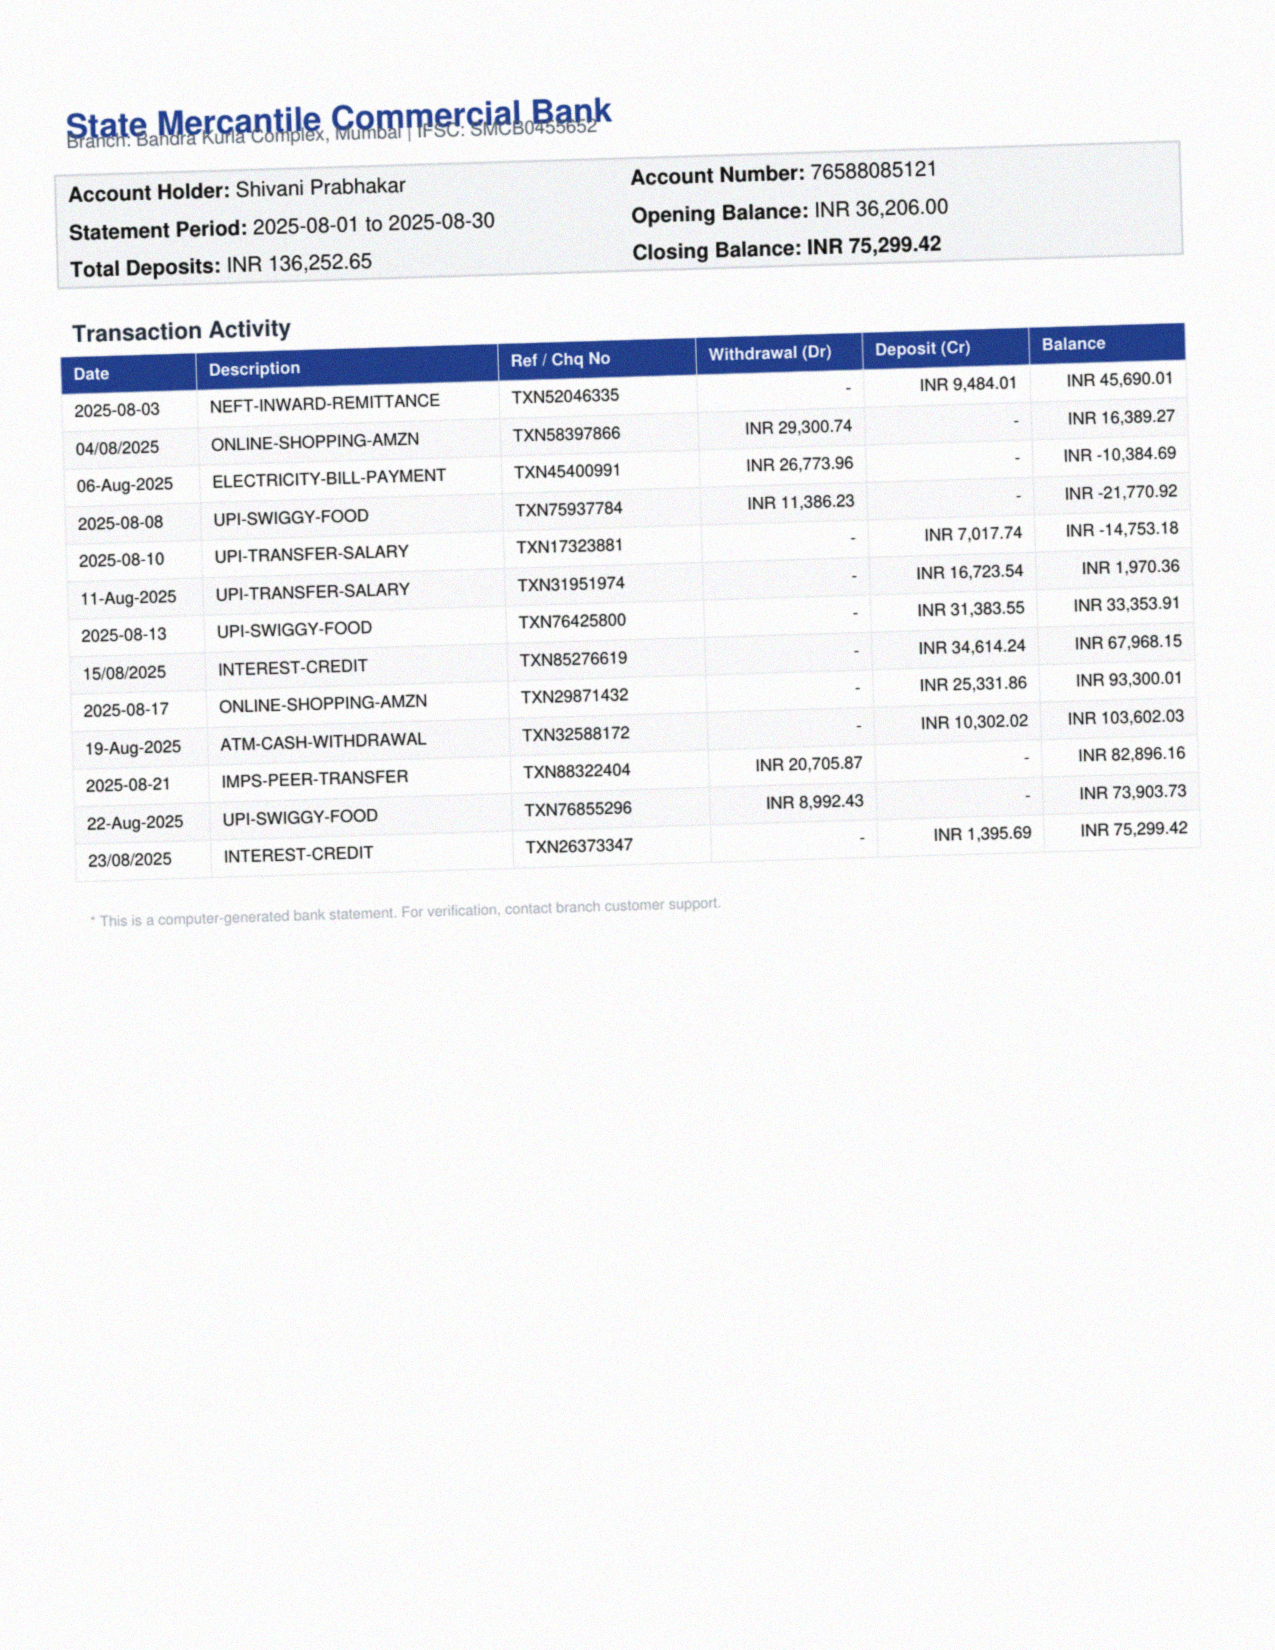 State Mercantile Commercial Bank
Branch: Bandra Kurla Complex, Mumbai | IFSC: SMCB0455652
Account Holder: Shivani Prabhakar Account Number: 76588085121
Statement Period: 2025-08-01 to 2025-08-30 Opening Balance: INR 36,206.00
Total Deposits: INR 136,252.65 Closing Balance: INR 75,299.42
Transaction Activity
Date Description Ref / Chq No Withdrawal (Dr) Deposit (Cr) Balance
2025-08-03 NEFT-INWARD-REMITTANCE TXN52046335 - INR 9,484.01 INR 45,690.01
04/08/2025 ONLINE-SHOPPING-AMZN TXN58397866 INR 29,300.74 - INR 16,389.27
06-Aug-2025 ELECTRICITY-BILL-PAYMENT TXN45400991 INR 26,773.96 - INR -10,384.69
2025-08-08 UPI-SWIGGY-FOOD TXN75937784 INR 11,386.23 - INR -21,770.92
2025-08-10 UPI-TRANSFER-SALARY TXN17323881 - INR 7,017.74 INR -14,753.18
11-Aug-2025 UPI-TRANSFER-SALARY TXN31951974 - INR 16,723.54 INR 1,970.36
2025-08-13 UPI-SWIGGY-FOOD TXN76425800 - INR 31,383.55 INR 33,353.91
15/08/2025 INTEREST-CREDIT TXN85276619 - INR 34,614.24 INR 67,968.15
2025-08-17 ONLINE-SHOPPING-AMZN TXN29871432 - INR 25,331.86 INR 93,300.01
19-Aug-2025 ATM-CASH-WITHDRAWAL TXN32588172 - INR 10,302.02 INR 103,602.03
2025-08-21 IMPS-PEER-TRANSFER TXN88322404 INR 20,705.87 - INR 82,896.16
22-Aug-2025 UPI-SWIGGY-FOOD TXN76855296 INR 8,992.43 - INR 73,903.73
23/08/2025 INTEREST-CREDIT TXN26373347 - INR 1,395.69 INR 75,299.42
* This is a computer-generated bank statement. For verification, contact branch customer support.